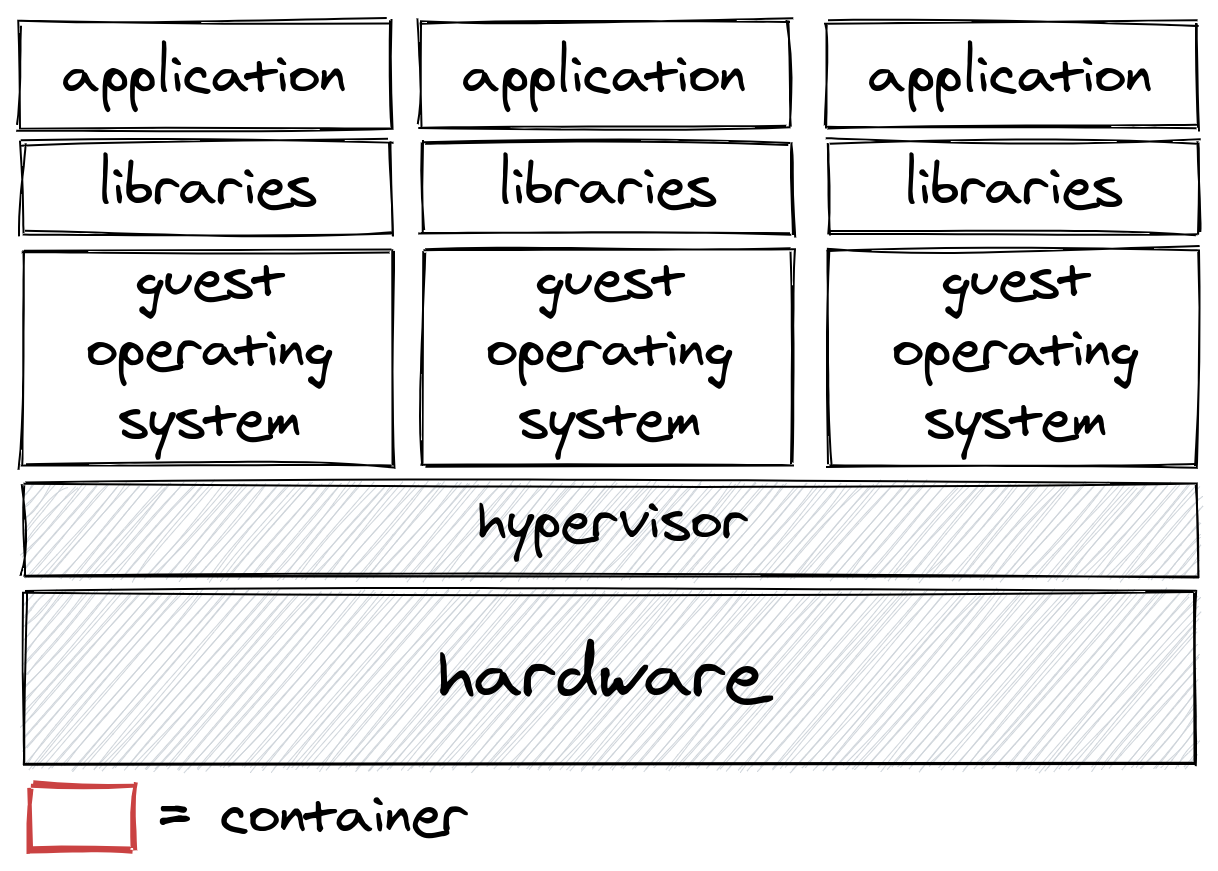 application application application
libraries libraries libraries
guest guest guest
operating operating operating
system system system
hypervisor
hardware
= container